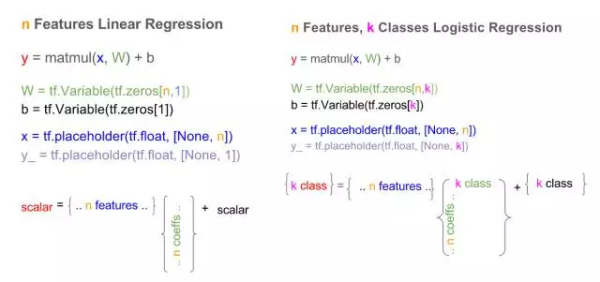 n Features Linear Regression
y = matmul(x, W) + b
W = tf.Variable(tf.zeros[n,1])
b = tf.Variable(tf.zeros[1])
x = tf.placeholder(tf.float, [None, n])
y_ = tf.placeholder(tf.float, [None, 1])
scalar = { .. n features .. } { .. n coeffs .. } + scalar
n Features, k Classes Logistic Regression
y = matmul(x, W) + b
W = tf.Variable(tf.zeros[n,k])
b = tf.Variable(tf.zeros[k])
x = tf.placeholder(tf.float, [None, n])
y_ = tf.placeholder(tf.float, [None, k])
{k class} = { .. n features ..} { k class .. n coeffs .. } + { k class }